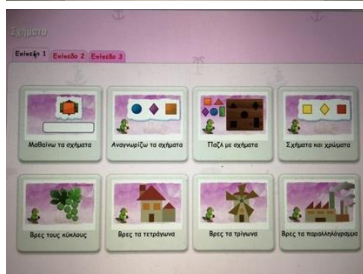 Σχήματα
Επίπεδο 1 Επίπεδο 2 Επίπεδο 3
Μαθαίνω τα σχήματα
Αναγνωρίζω τα σχήματα
Παζλ με σχήματα
Σχήματα και χρώματα
Βρες τους κύκλους
Βρες τα τετράγωνα
Βρες τα τρίγωνα
Βρες τα παραλληλόγραμμα